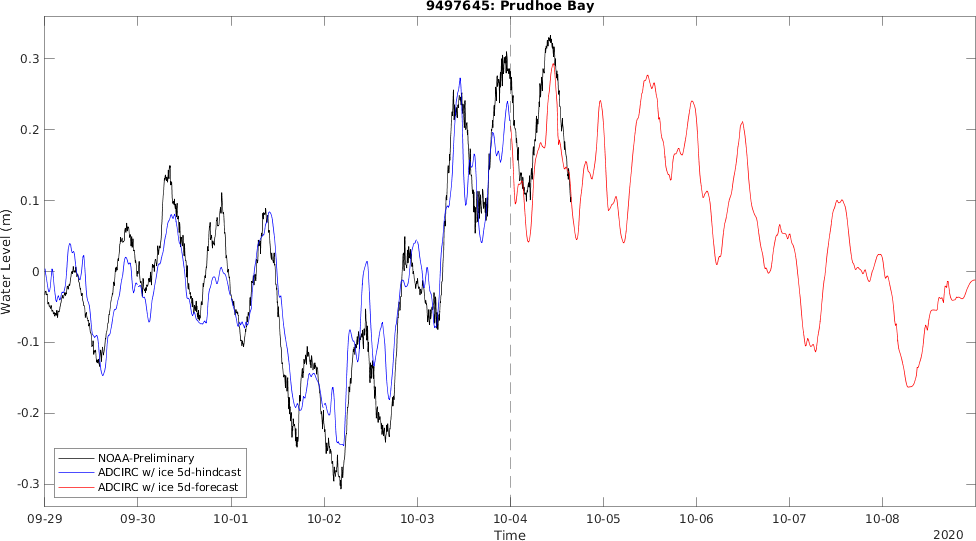 9497645: Prudhoe Bay
0.3
0.2
0.1
0
-0.1
-0.2
-0.3
Water Level (m)
NOAA-Preliminary
ADCIRC w/ ice 5d-hindcast
ADCIRC w/ ice 5d-forecast
09-29 09-30 10-01 10-02 10-03 10-04 10-05 10-06 10-07 10-08
Time
2020